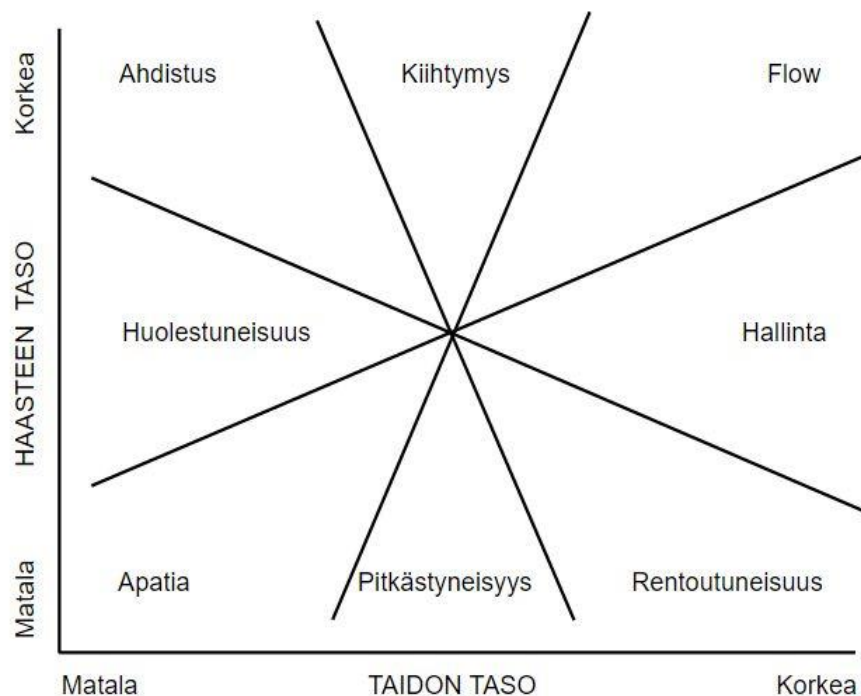 Korkea
Ahdistus Kiihtymys Flow
HAASTEEN TASO
Huolestuneisuus Hallinta
Matala
Apatia Pitkästyneisyys Rentoutuneisuus
Matala TAIDON TASO Korkea